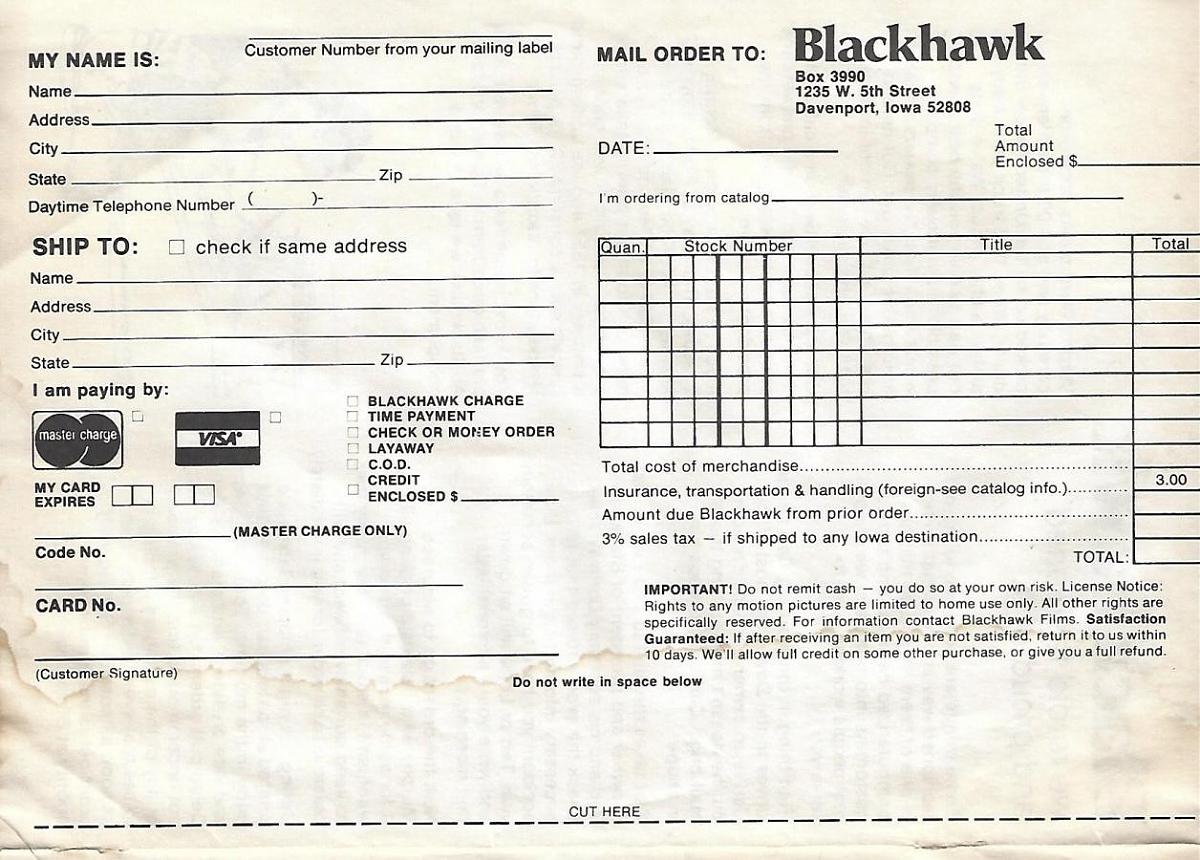 Customer Number from your mailing label
MY NAME IS:
Name
Address
City
State Zip
Daytime Telephone Number ( )-
SHIP TO: check if same address
Name
Address
City
State Zip
I am paying by:
master charge
VISA
BLACKHAWK CHARGE
TIME PAYMENT
CHECK OR MONEY ORDER
LAYAWAY
C.O.D.
CREDIT
ENCLOSED $
MY CARD
EXPIRES
(MASTER CHARGE ONLY)
Code No.
CARD No.
(Customer Signature)
MAIL ORDER TO: Blackhawk
Box 3990
1235 W. 5th Street
Davenport, Iowa 52808
DATE:
Total
Amount
Enclosed $
I'm ordering from catalog
Quan. Stock Number Title Total
Total cost of merchandise
3.00
Insurance, transportation & handling (foreign-see catalog info.)
Amount due Blackhawk from prior order
3% sales tax — if shipped to any Iowa destination
TOTAL:
IMPORTANT! Do not remit cash — you do so at your own risk. License Notice:
Rights to any motion pictures are limited to home use only. All other rights are
specifically reserved. For information contact Blackhawk Films. Satisfaction
Guaranteed: If after receiving an item you are not satisfied, return it to us within
10 days. We'll allow full credit on some other purchase, or give you a full refund.
Do not write in space below
CUT HERE